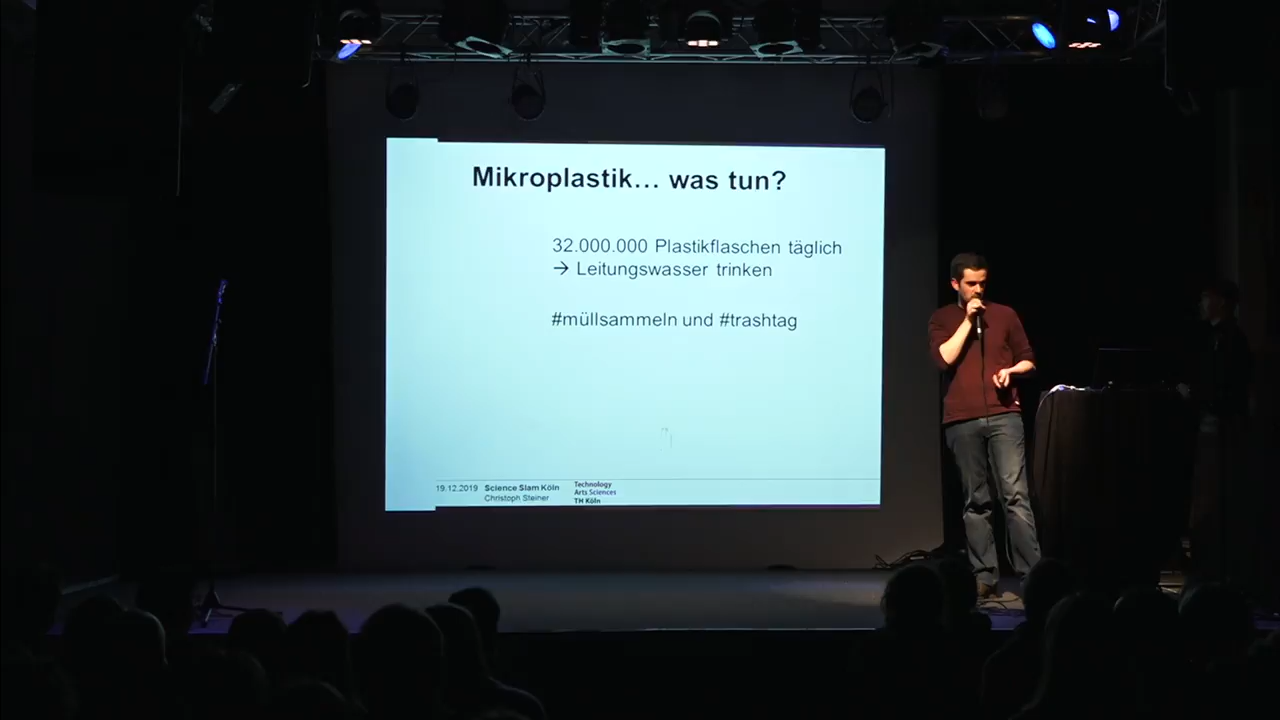 Mikroplastik... was tun?
32.000.000 Plastikflaschen täglich
→ Leitungswasser trinken
#müllsammeln und #trashtag
19.12.2019 Science Slam Köln
Christoph Steiner
Technology
Arts Sciences
TH Köln